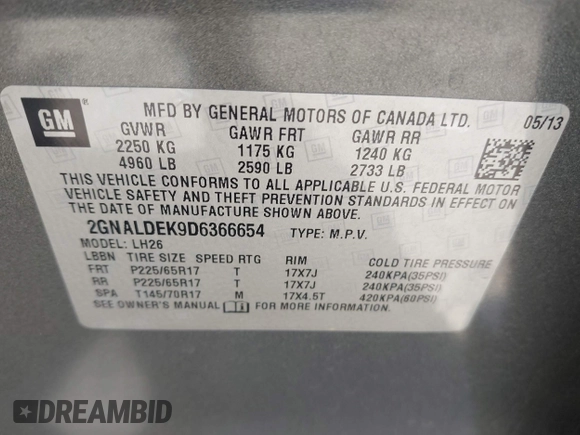 GM ®
MFD BY GENERAL MOTORS OF CANADA LTD. 05/13
GVWR GAWR FRT GAWR RR
2250 KG 1175 KG 1240 KG
4960 LB 2590 LB 2733 LB
THIS VEHICLE CONFORMS TO ALL APPLICABLE U.S. FEDERAL MOTOR
VEHICLE SAFETY AND THEFT PREVENTION STANDARDS IN EFFECT ON
THE DATE OF MANUFACTURE SHOWN ABOVE.
2GNALDEK9D6366654 TYPE: M.P.V.
MODEL: LH26
LBBN TIRE SIZE SPEED RTG RIM COLD TIRE PRESSURE
FRT P225/65R17 T 17X7J 240KPA(35PSI)
RR P225/65R17 T 17X7J 240KPA(35PSI)
SPA T145/70R17 M 17X4.5T 420KPA(60PSI)
SEE OWNER'S MANUAL FOR MORE INFORMATION.
DREAMBID